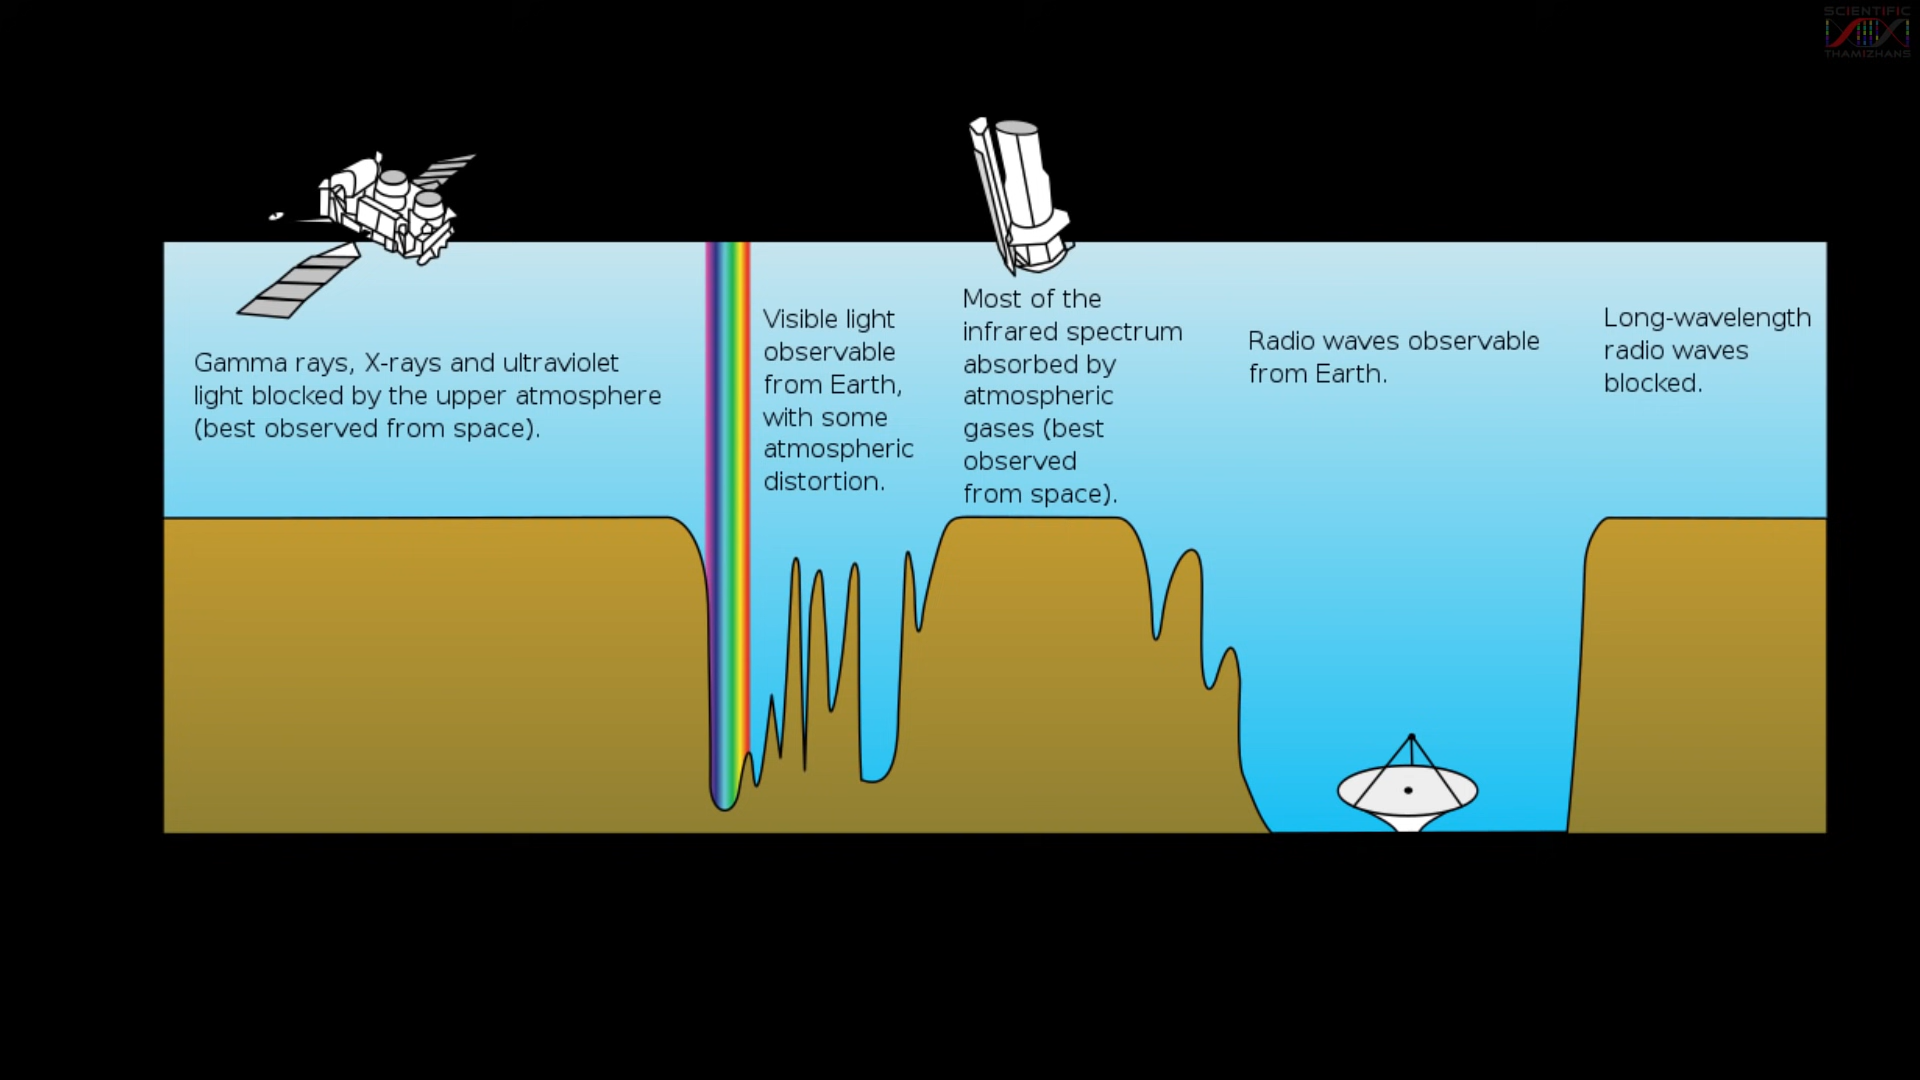 SCIENTIFIC
THAMIZHANS
Gamma rays, X-rays and ultraviolet
light blocked by the upper atmosphere
(best observed from space).
Visible light
observable
from Earth,
with some
atmospheric
distortion.
Most of the
infrared spectrum
absorbed by
atmospheric
gases (best
observed
from space).
Radio waves observable
from Earth.
Long-wavelength
radio waves
blocked.